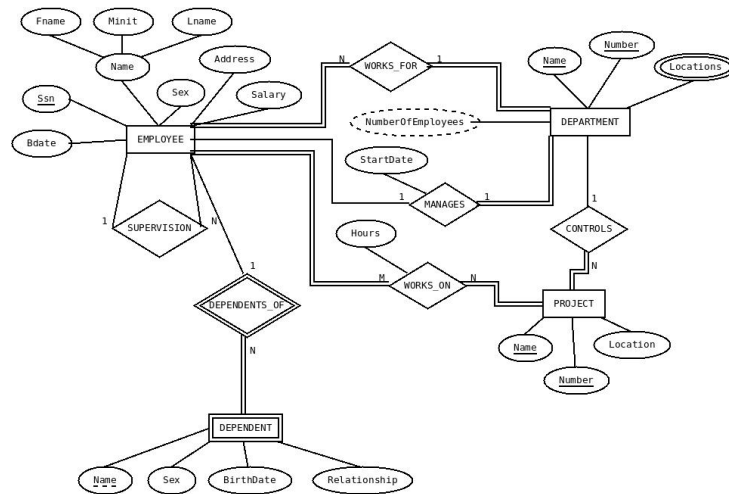 Fname
Minit
Lname
Name
Address
Sex
Salary
Ssn
Bdate
EMPLOYEE
N
WORKS_FOR
1
Name
Number
Locations
NumberOfEmployees
DEPARTMENT
StartDate
1
MANAGES
1
1
SUPERVISION
N
1
CONTROLS
N
Hours
M
WORKS_ON
N
1
DEPENDENTS_OF
N
PROJECT
Name
Number
Location
DEPENDENT
Name
Sex
BirthDate
Relationship